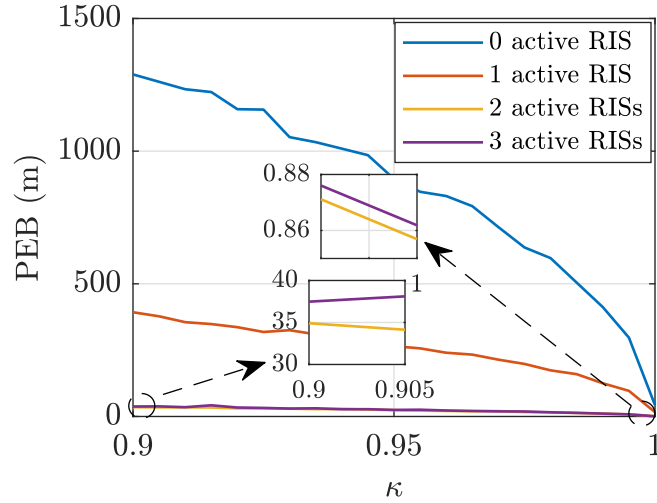 1500
1000
500
0
PEB (m)
0 active RIS
1 active RIS
2 active RISs
3 active RISs
0.88
0.86
1
40
35
30
0.9
0.905
0.9
0.95
1
κ